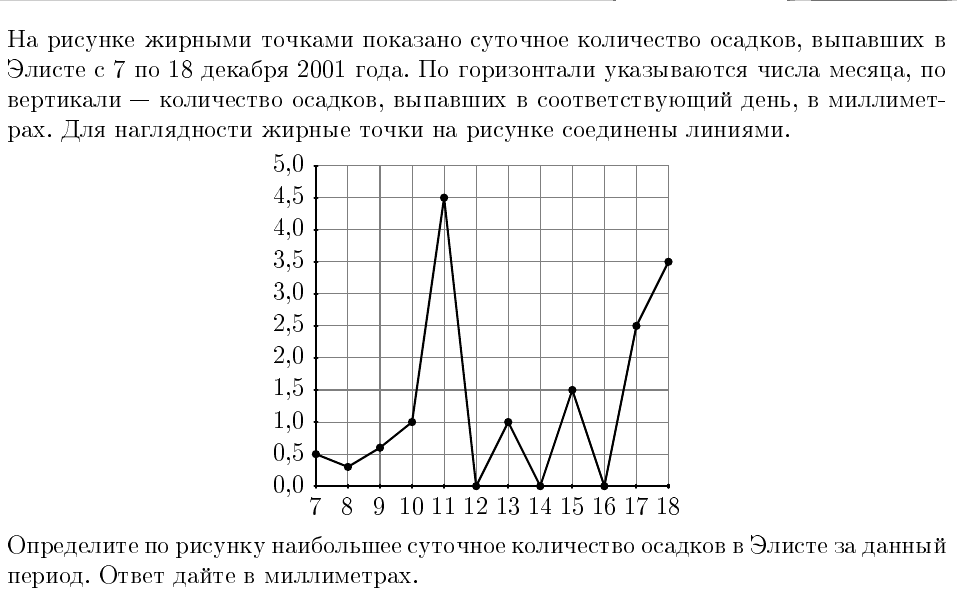 На рисунке жирными точками показано суточное количество осадков, выпавших в
Элисте с 7 по 18 декабря 2001 года. По горизонтали указываются числа месяца, по
вертикали — количество осадков, выпавших в соответствующий день, в миллимет-
рах. Для наглядности жирные точки на рисунке соединены линиями.
5,0
4,5
4,0
3,5
3,0
2,5
2,0
1,5
1,0
0,5
0,0
7 8 9 10 11 12 13 14 15 16 17 18
Определите по рисунку наибольшее суточное количество осадков в Элисте за данный
период. Ответ дайте в миллиметрах.